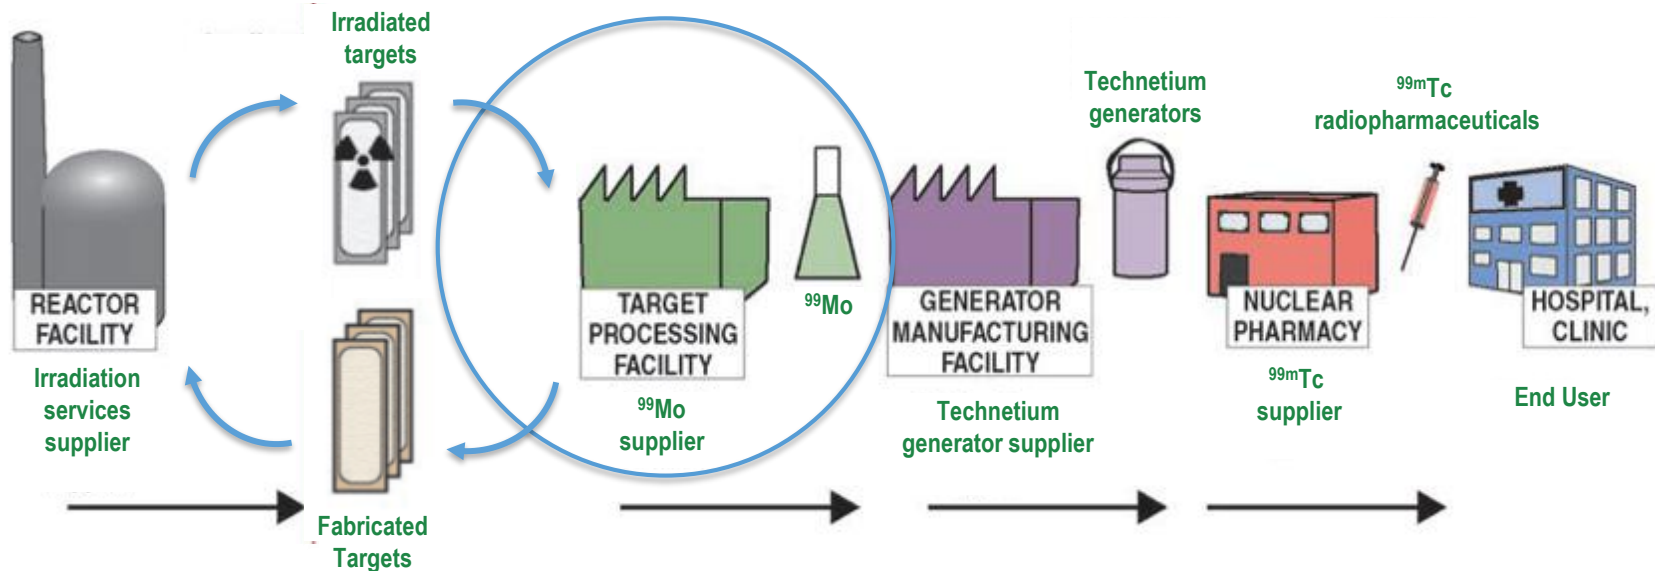 Irradiated
targets
REACTOR
FACILITY
Irradiation
services
supplier
Fabricated
Targets
TARGET
PROCESSING
FACILITY
⁹⁹Mo
supplier
⁹⁹Mo
GENERATOR
MANUFACTURING
FACILITY
Technetium
generator supplier
Technetium
generators
NUCLEAR
PHARMACY
⁹⁹ᵐTc
supplier
⁹⁹ᵐTc
radiopharmaceuticals
HOSPITAL,
CLINIC
End User